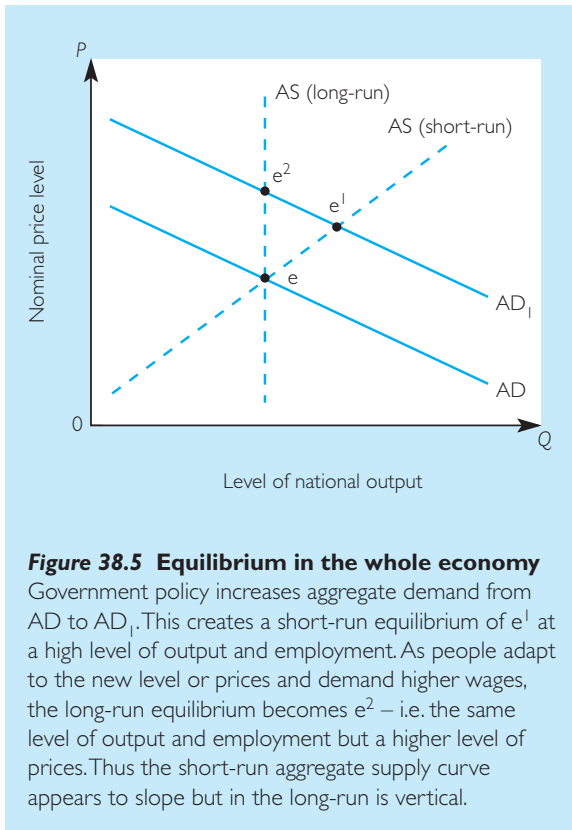 P
AS (long-run)
AS (short-run)
e²
e¹
Nominal price level
e
AD₁
AD
0
Q
Level of national output
Figure 38.5 Equilibrium in the whole economy
Government policy increases aggregate demand from
AD to AD₁. This creates a short-run equilibrium of e¹ at
a high level of output and employment. As people adapt
to the new level or prices and demand higher wages,
the long-run equilibrium becomes e² – i.e. the same
level of output and employment but a higher level of
prices. Thus the short-run aggregate supply curve
appears to slope but in the long-run is vertical.